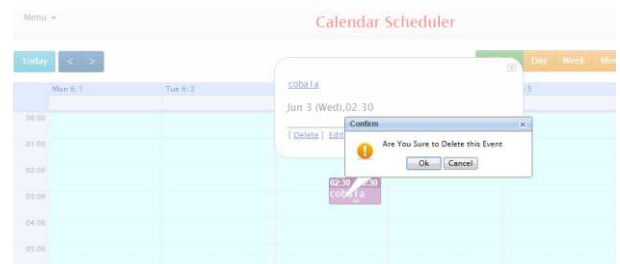 Menu
Calendar Scheduler
Today < >
Day Week
Mon 6/1 Tue 6/2
coba1a
Jun 3 (Wed),02:30
[ Delete ] Edit
Confirm
Are You Sure to Delete this Event
Ok Cancel
00:00
01:00
02:00
02:30
coba1a
03:00
04:00
05:00